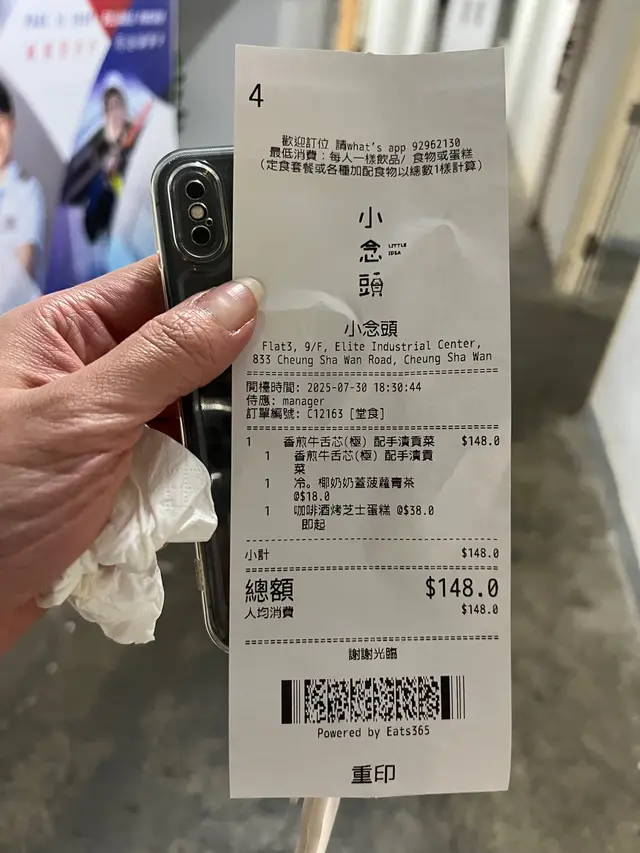 4
歡迎訂位 請what's app 92962130
最低消費：每人一樣飲品/ 食物或蛋糕
(定食套餐或各種加配食物以總數1樣計算)
小念頭
LITTLE
IDEA
小念頭
Flat3, 9/F, Elite Industrial Center,
833 Cheung Sha Wan Road, Cheung Sha Wan
開檯時間: 2025-07-30 18:30:44
侍應: manager
訂單編號: C12163 [堂食]
1 香煎牛舌芯(極) 配手漬貢菜 $148.0
1 香煎牛舌芯(極) 配手漬貢
菜
1 冷。椰奶奶蓋菠蘿青茶
@$18.0
1 咖啡酒烤芝士蛋糕 @$38.0
即起
小計 $148.0
總額 $148.0
人均消費 $148.0
謝謝光臨
Powered by Eats365
重印